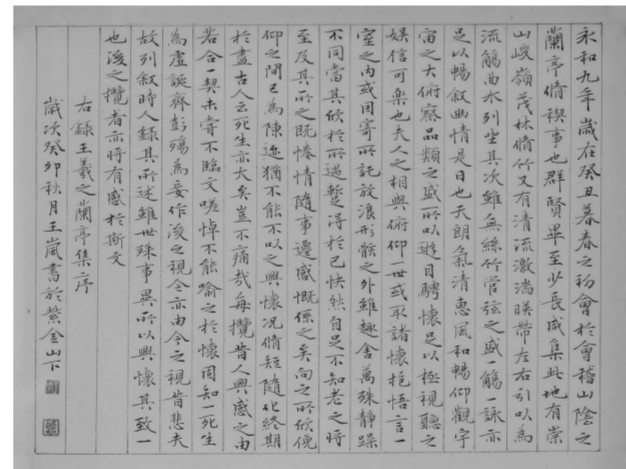 永和九年歲在癸丑暮春之初會於會稽山陰之
蘭亭脩稧事也群賢畢至少長咸集此地有崇
山峻嶺茂林脩竹又有清流激湍暎帶左右引以為
流觴曲水列坐其次雖無絲竹管弦之盛一觴一詠亦
足以暢叙幽情是日也天朗氣清惠風和暢仰觀宇
宙之大俯察品類之盛所以遊目騁懷足以極視聽之
娛信可樂也夫人之相與俯仰一世或取諸懷抱悟言一
室之內或因寄所託放浪形骸之外雖趣舍萬殊靜躁
不同當其欣於所遇暫得於己快然自足不知老之將
至及其所之既惓情隨事遷感慨係之矣向之所欣俛
仰之間已為陳迹猶不能不以之興懷況脩短隨化終期
於盡古人云死生亦大矣豈不痛哉每攬昔人興感之由
若合一契未嘗不臨文嗟悼不能喻之於懷固知一死生
為虛誕齊彭殤為妄作後之視今亦由今之視昔悲夫
故列叙時人錄其所述雖世殊事異所以興懷其致一
也後之攬者亦將有感於斯文
右錄王羲之蘭亭集序
歲次癸卯秋月王嵐書於紫金山下